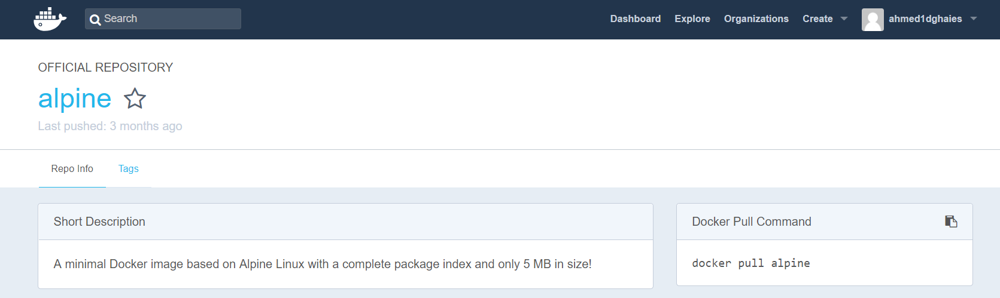 Search
Dashboard Explore Organizations Create ahmed1dghaies
OFFICIAL REPOSITORY
alpine
Last pushed: 3 months ago
Repo Info Tags
Short Description
A minimal Docker image based on Alpine Linux with a complete package index and only 5 MB in size!
Docker Pull Command
docker pull alpine